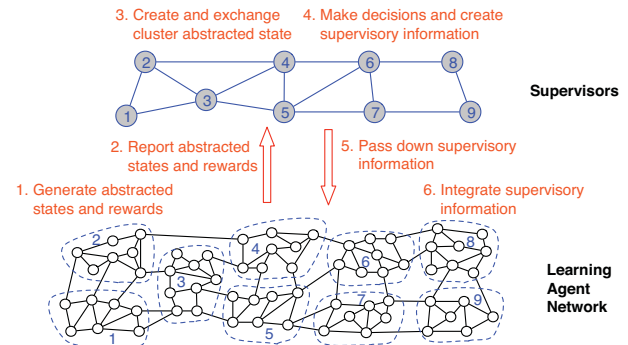 3. Create and exchange
cluster abstracted state
4. Make decisions and create
supervisory information
2
4
6
8
1
3
5
7
9
Supervisors
2. Report abstracted
states and rewards
5. Pass down supervisory
information
1. Generate abstracted
states and rewards
6. Integrate supervisory
information
2
4
6
8
3
7
9
1
5
Learning
Agent
Network